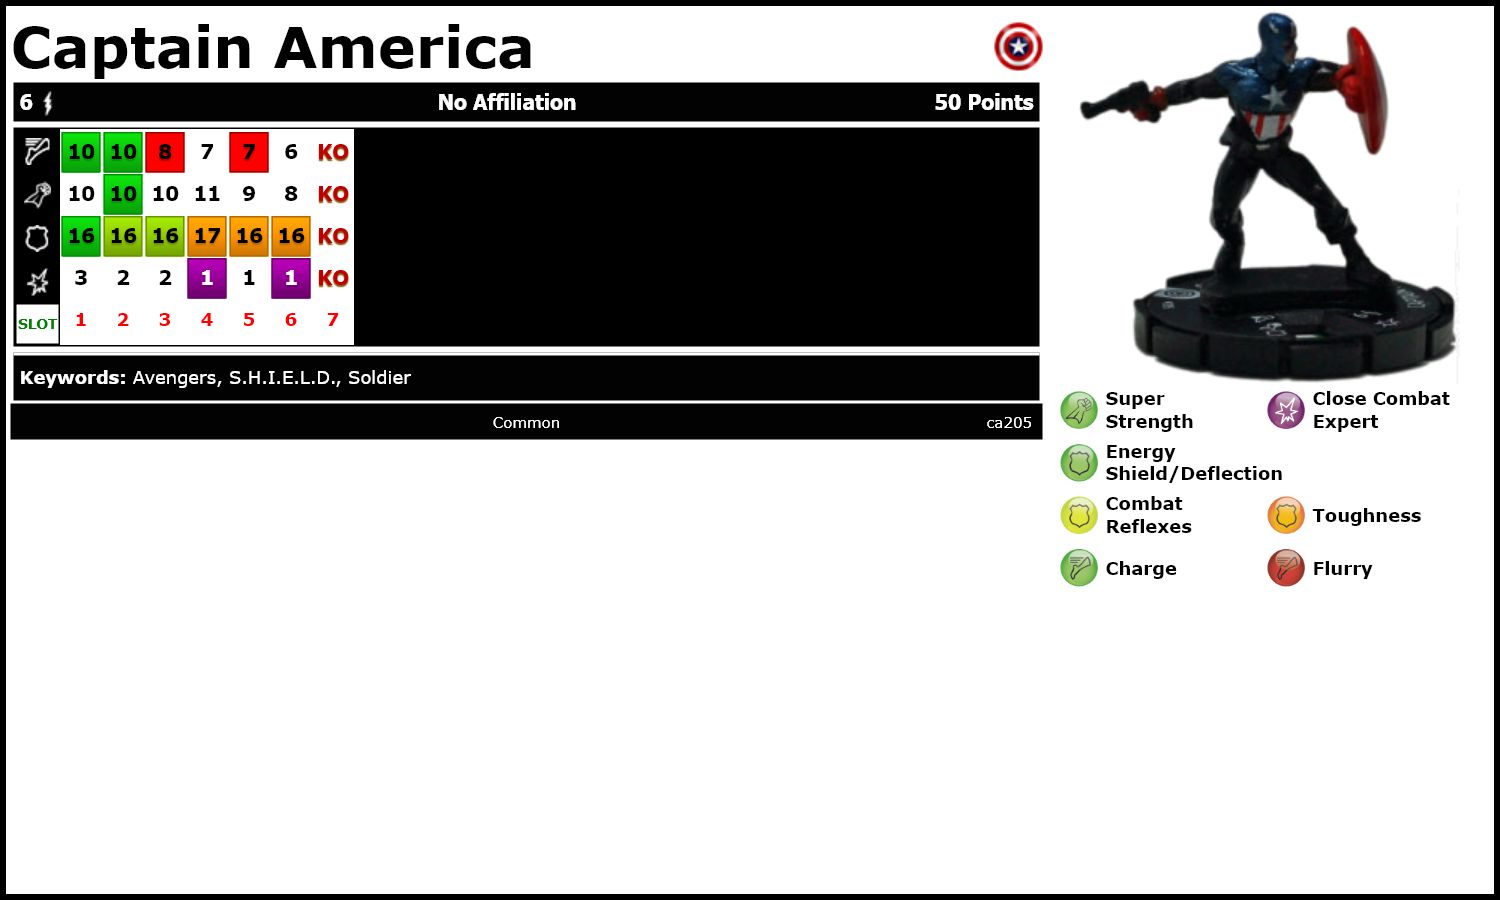 Captain America
6 No Affiliation 50 Points
10 10 8 7 7 6 KO
10 10 10 11 9 8 KO
16 16 16 17 16 16 KO
3 2 2 1 1 1 KO
SLOT 1 2 3 4 5 6 7
Keywords: Avengers, S.H.I.E.L.D., Soldier
Common ca205
Super
Strength
Close Combat
Expert
Energy
Shield/Deflection
Combat
Reflexes
Toughness
Charge
Flurry